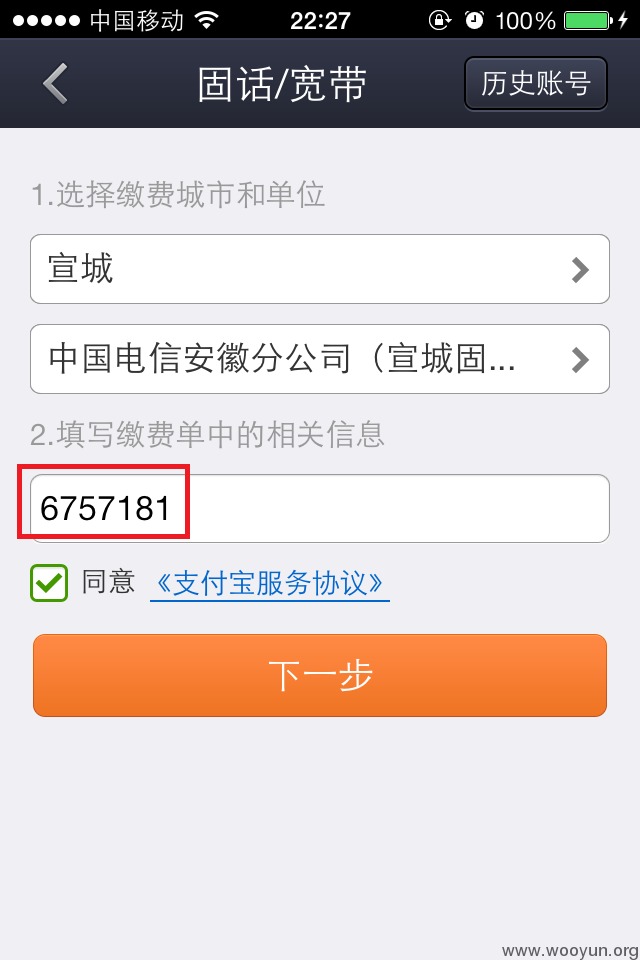 中国移动 22:27 100%
固话/宽带 历史账号
1.选择缴费城市和单位
宣城
中国电信安徽分公司（宣城固...
2.填写缴费单中的相关信息
6757181
同意 《支付宝服务协议》
下一步
www.wooyun.org